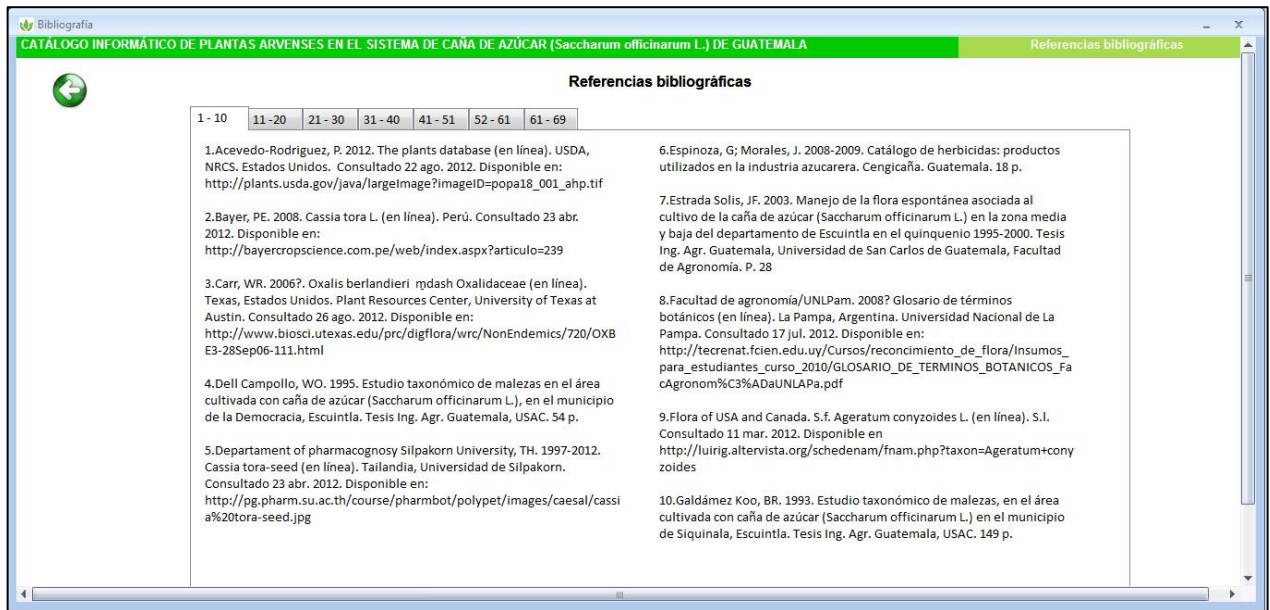 Bibliografía
CATÁLOGO INFORMÁTICO DE PLANTAS ARVENSES EN EL SISTEMA DE CAÑA DE AZÚCAR (Saccharum officinarum L.) DE GUATEMALA
Referencias bibliográficas
Referencias bibliográficas
1 - 10
11 -20
21 - 30
31 - 40
41 - 51
52 - 61
61 - 69
1.Acevedo-Rodriguez, P. 2012. The plants database (en línea). USDA,
NRCS. Estados Unidos.  Consultado 22 ago. 2012. Disponible en:
http://plants.usda.gov/java/largeImage?imageID=popa18_001_ahp.tif
2.Bayer, PE. 2008. Cassia tora L. (en línea). Perú. Consultado 23 abr.
2012. Disponible en:
http://bayercropscience.com.pe/web/index.aspx?articulo=239
3.Carr, WR. 2006?. Oxalis berlandieri ɱdash Oxalidaceae (en línea).
Texas, Estados Unidos. Plant Resources Center, University of Texas at
Austin. Consultado 26 ago. 2012. Disponible en:
http://www.biosci.utexas.edu/prc/digflora/wrc/NonEndemics/720/OXB
E3-28Sep06-111.html
4.Dell Campollo, WO. 1995. Estudio taxonómico de malezas en el área
cultivada con caña de azúcar (Saccharum officinarum L.), en el municipio
de la Democracia, Escuintla. Tesis Ing. Agr. Guatemala, USAC. 54 p.
5.Departament of pharmacognosy Silpakorn University, TH. 1997-2012.
Cassia tora-seed (en línea). Tailandia, Universidad de Silpakorn.
Consultado 23 abr. 2012. Disponible en:
http://pg.pharm.su.ac.th/course/pharmbot/polypet/images/caesal/cassi
a%20tora-seed.jpg
6.Espinoza, G; Morales, J. 2008-2009. Catálogo de herbicidas: productos
utilizados en la industria azucarera. Cengicaña. Guatemala. 18 p.
7.Estrada Solis, JF. 2003. Manejo de la flora espontánea asociada al
cultivo de la caña de azúcar (Saccharum officinarum L.) en la zona media
y baja del departamento de Escuintla en el quinquenio 1995-2000. Tesis
Ing. Agr. Guatemala, Universidad de San Carlos de Guatemala, Facultad
de Agronomía. P. 28
8.Facultad de agronomía/UNLPam. 2008? Glosario de términos
botánicos (en línea). La Pampa, Argentina. Universidad Nacional de La
Pampa. Consultado 17 jul. 2012. Disponible en:
http://tecrenat.fcien.edu.uy/Cursos/reconcimiento_de_flora/Insumos_
para_estudiantes_curso_2010/GLOSARIO_DE_TERMINOS_BOTANICOS_Fa
cAgronom%C3%ADaUNLAPa.pdf
9.Flora of USA and Canada. S.f. Ageratum conyzoides L. (en línea). S.l.
Consultado 11 mar. 2012. Disponible en
http://luirig.altervista.org/schedenam/fnam.php?taxon=Ageratum+cony
zoides
10.Galdámez Koo, BR. 1993. Estudio taxonómico de malezas, en el área
cultivada con caña de azúcar (Saccharum officinarum L.) en el municipio
de Siquinala, Escuintla. Tesis Ing. Agr. Guatemala, USAC. 149 p.